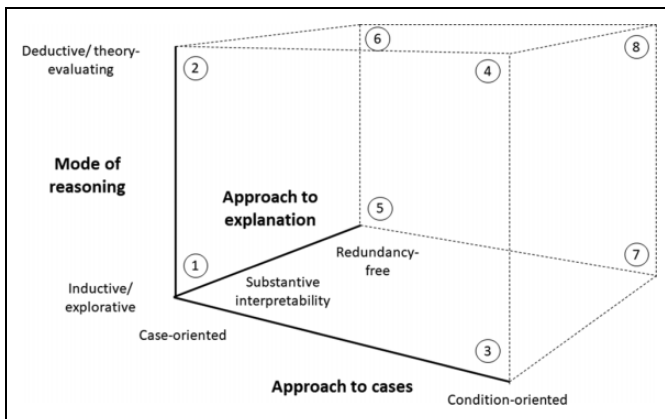 Deductive/ theory-
evaluating
6
8
2
4
Mode of
reasoning
Approach to
explanation
5
Redundancy-
free
1
7
Substantive
interpretability
Inductive/
explorative
Case-oriented
3
Approach to cases
Condition-oriented